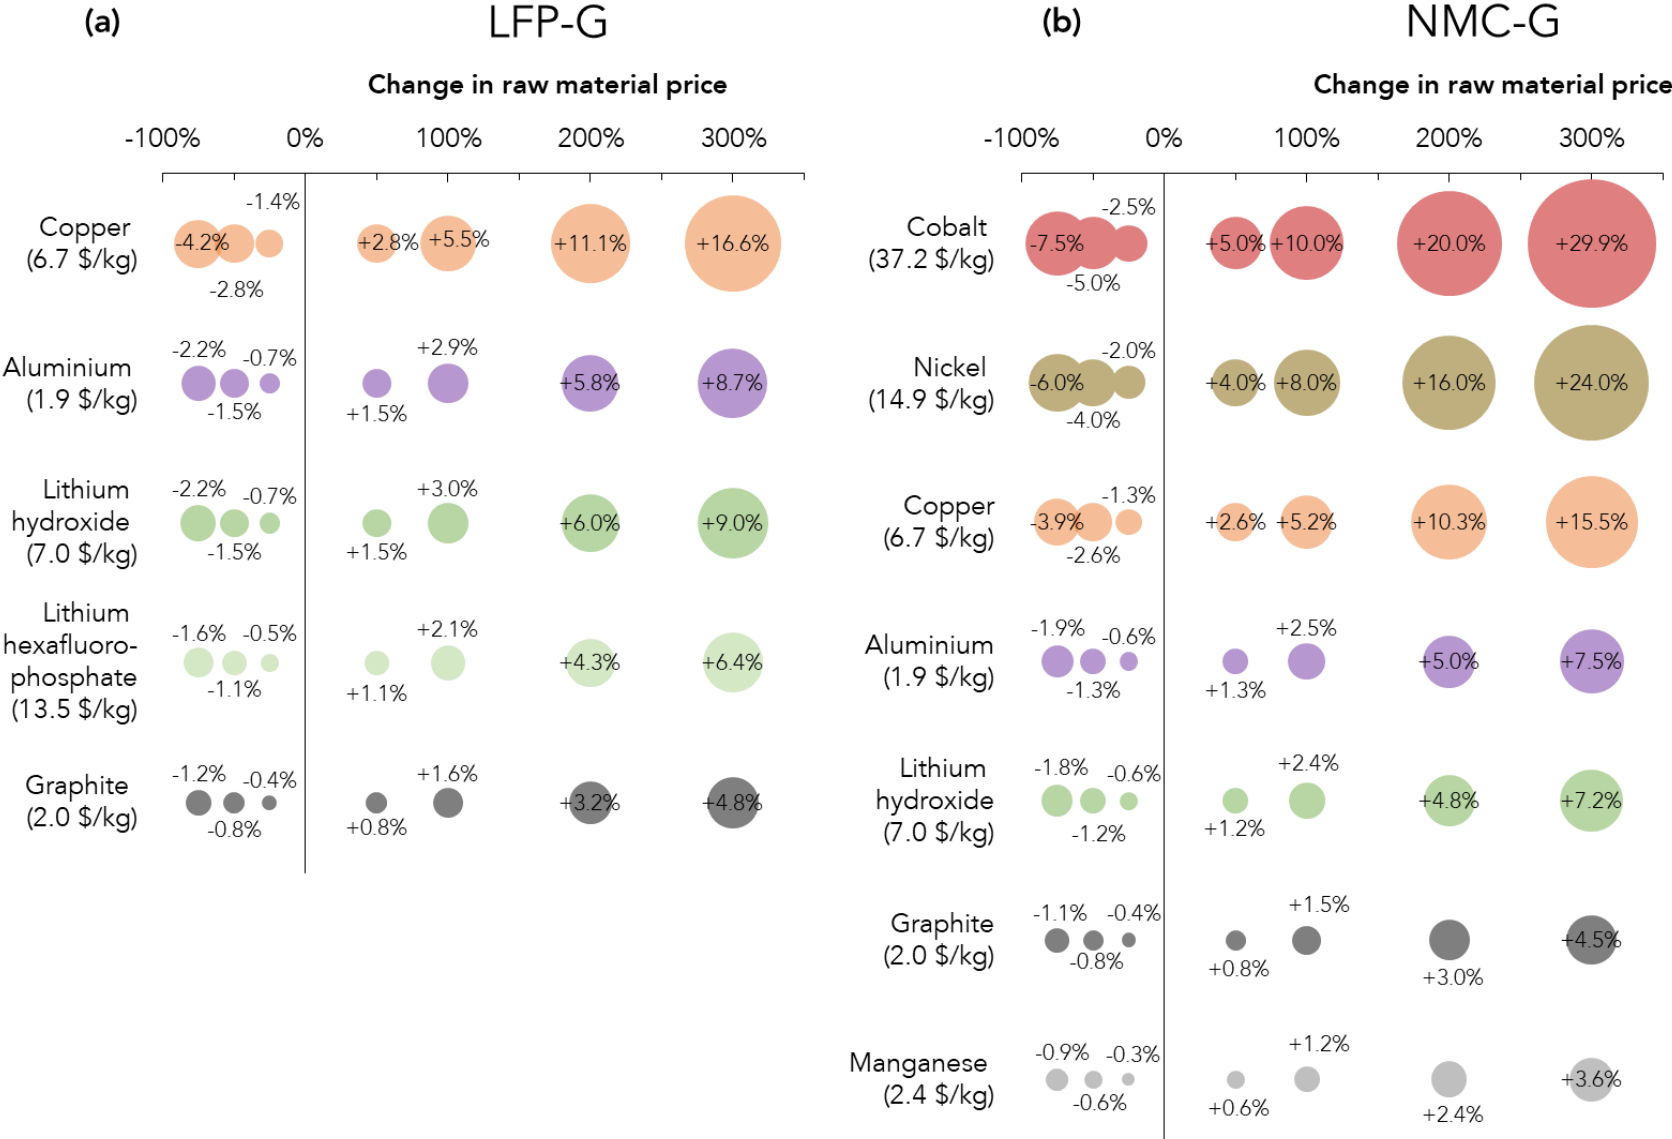 (a)
LFP-G
Change in raw material price
-100%
0%
100%
200%
300%
-1.4%
Copper
(6.7 $/kg)
-4.2%
-2.8%
+2.8%
+5.5%
+11.1%
+16.6%
Aluminium
(1.9 $/kg)
-2.2%
-0.7%
-1.5%
+1.5%
+2.9%
+5.8%
+8.7%
Lithium
hydroxide
(7.0 $/kg)
-2.2%
-0.7%
-1.5%
+1.5%
+3.0%
+6.0%
+9.0%
Lithium
hexafluoro-
phosphate
(13.5 $/kg)
-1.6%
-0.5%
-1.1%
+1.1%
+2.1%
+4.3%
+6.4%
Graphite
(2.0 $/kg)
-1.2%
-0.4%
-0.8%
+0.8%
+1.6%
+3.2%
+4.8%
(b)
NMC-G
Change in raw material price
-100%
0%
100%
200%
300%
Cobalt
(37.2 $/kg)
-7.5%
-2.5%
-5.0%
+5.0%
+10.0%
+20.0%
+29.9%
Nickel
(14.9 $/kg)
-6.0%
-2.0%
-4.0%
+4.0%
+8.0%
+16.0%
+24.0%
Copper
(6.7 $/kg)
-3.9%
-1.3%
-2.6%
+2.6%
+5.2%
+10.3%
+15.5%
Aluminium
(1.9 $/kg)
-1.9%
-0.6%
-1.3%
+1.3%
+2.5%
+5.0%
+7.5%
Lithium
hydroxide
(7.0 $/kg)
-1.8%
-0.6%
-1.2%
+1.2%
+2.4%
+4.8%
+7.2%
Graphite
(2.0 $/kg)
-1.1%
-0.4%
-0.8%
+0.8%
+1.5%
+3.0%
+4.5%
Manganese
(2.4 $/kg)
-0.9%
-0.3%
-0.6%
+0.6%
+1.2%
+2.4%
+3.6%